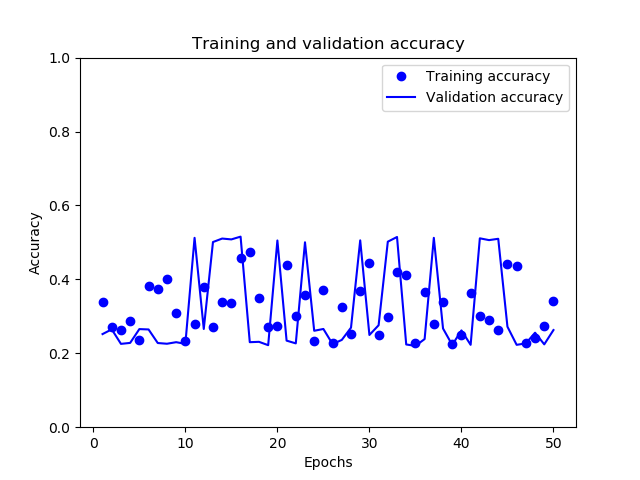 Training and validation accuracy
Training accuracy
Validation accuracy
Accuracy
1.0
0.8
0.6
0.4
0.2
0.0
0 10 20 30 40 50
Epochs